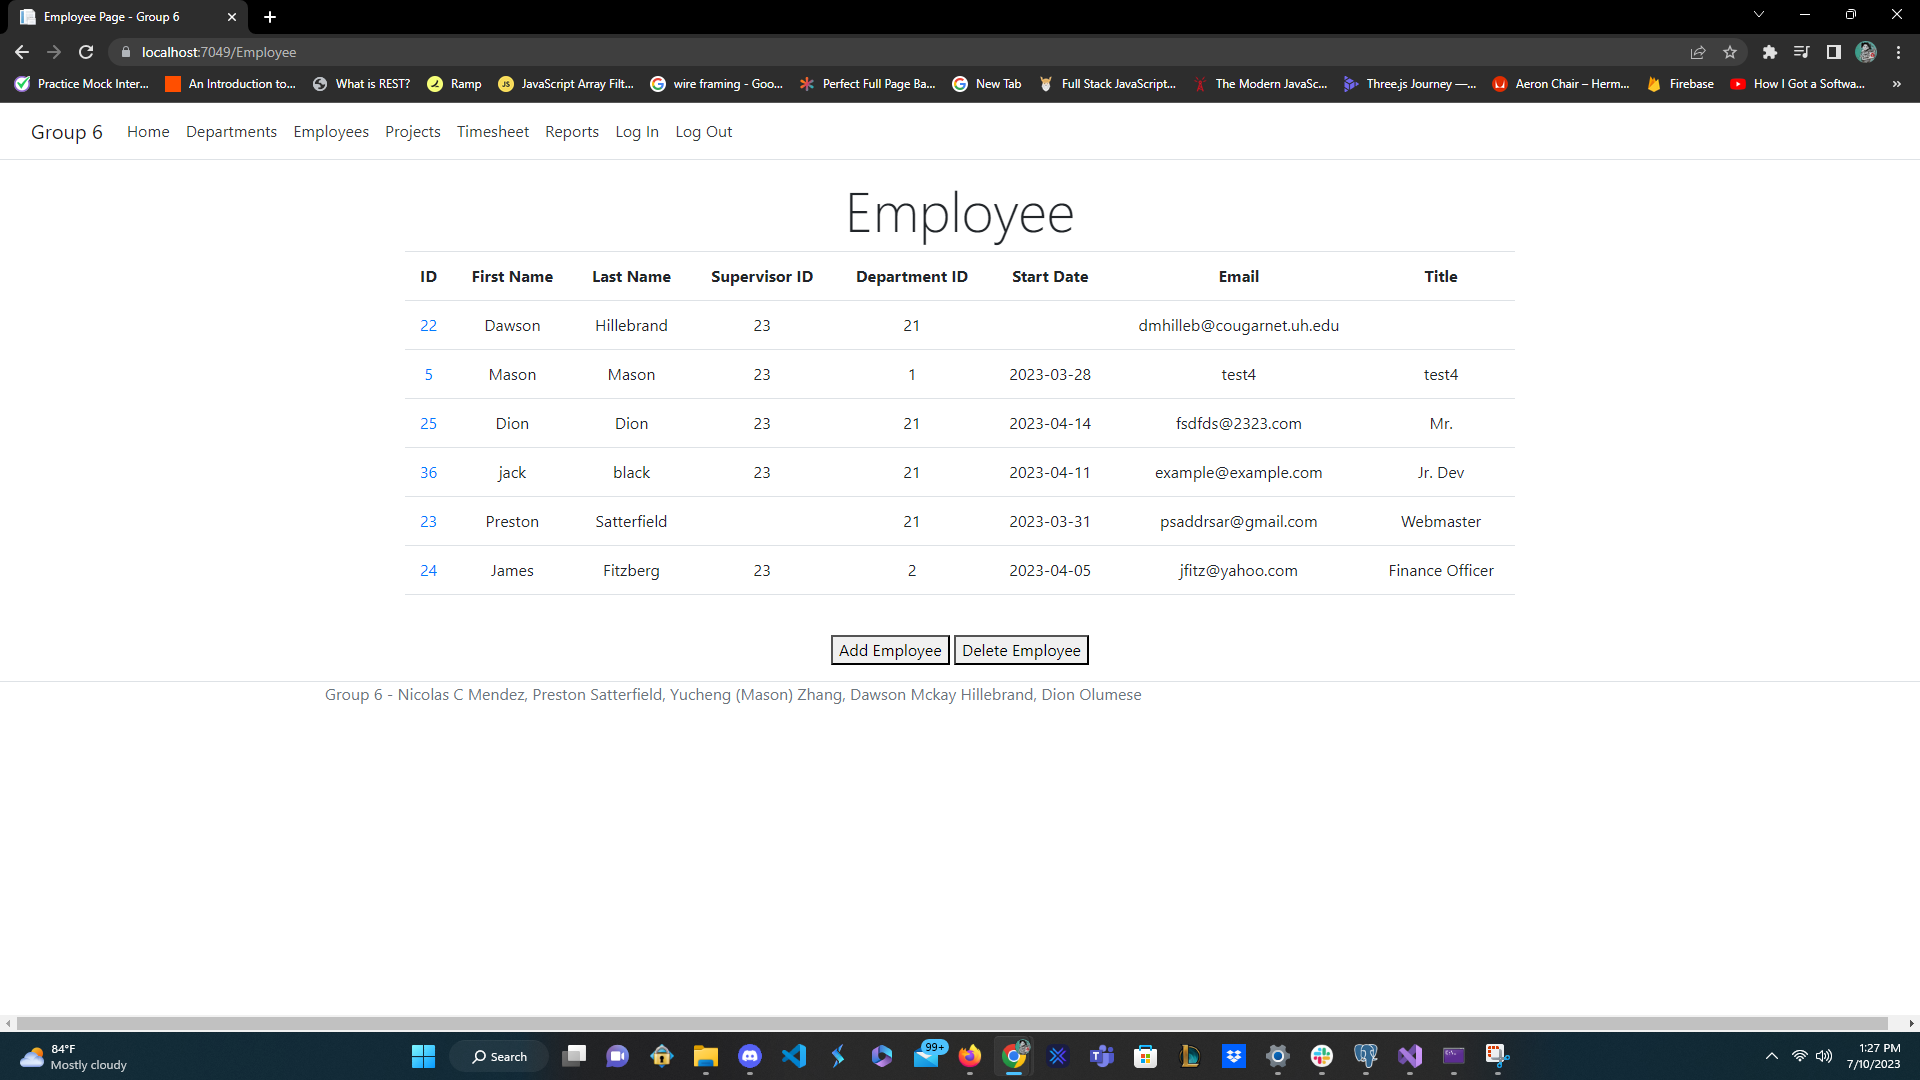 Employee Page - Group 6
localhost:7049/Employee
Practice Mock Inter... An Introduction to... What is REST? Ramp JavaScript Array Filt... wire framing - Goo... Perfect Full Page Ba... New Tab Full Stack JavaScript... The Modern JavaSc... Three.js Journey —... Aeron Chair – Herm... Firebase How I Got a Softwa... »
Group 6 Home Departments Employees Projects Timesheet Reports Log In Log Out
Employee
ID First Name Last Name Supervisor ID Department ID Start Date Email Title
22 Dawson Hillebrand 23 21 dmhilleb@cougarnet.uh.edu
5 Mason Mason 23 1 2023-03-28 test4 test4
25 Dion Dion 23 21 2023-04-14 fsdfds@2323.com Mr.
36 jack black 23 21 2023-04-11 example@example.com Jr. Dev
23 Preston Satterfield 21 2023-03-31 psaddrsar@gmail.com Webmaster
24 James Fitzberg 23 2 2023-04-05 jfitz@yahoo.com Finance Officer
Add Employee Delete Employee
Group 6 - Nicolas C Mendez, Preston Satterfield, Yucheng (Mason) Zhang, Dawson Mckay Hillebrand, Dion Olumese
84°F
Mostly cloudy
Search
99+
1:27 PM
7/10/2023